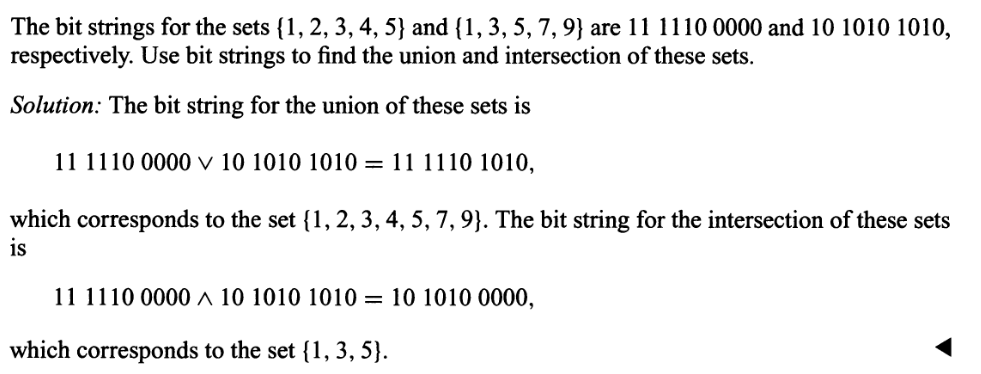 The bit strings for the sets {1, 2, 3, 4, 5} and {1, 3, 5, 7, 9} are 11 1110 0000 and 10 1010 1010,
respectively. Use bit strings to find the union and intersection of these sets.
Solution: The bit string for the union of these sets is
11 1110 0000 ∨ 10 1010 1010 = 11 1110 1010,
which corresponds to the set {1, 2, 3, 4, 5, 7, 9}. The bit string for the intersection of these sets
is
11 1110 0000 ∧ 10 1010 1010 = 10 1010 0000,
which corresponds to the set {1, 3, 5}.